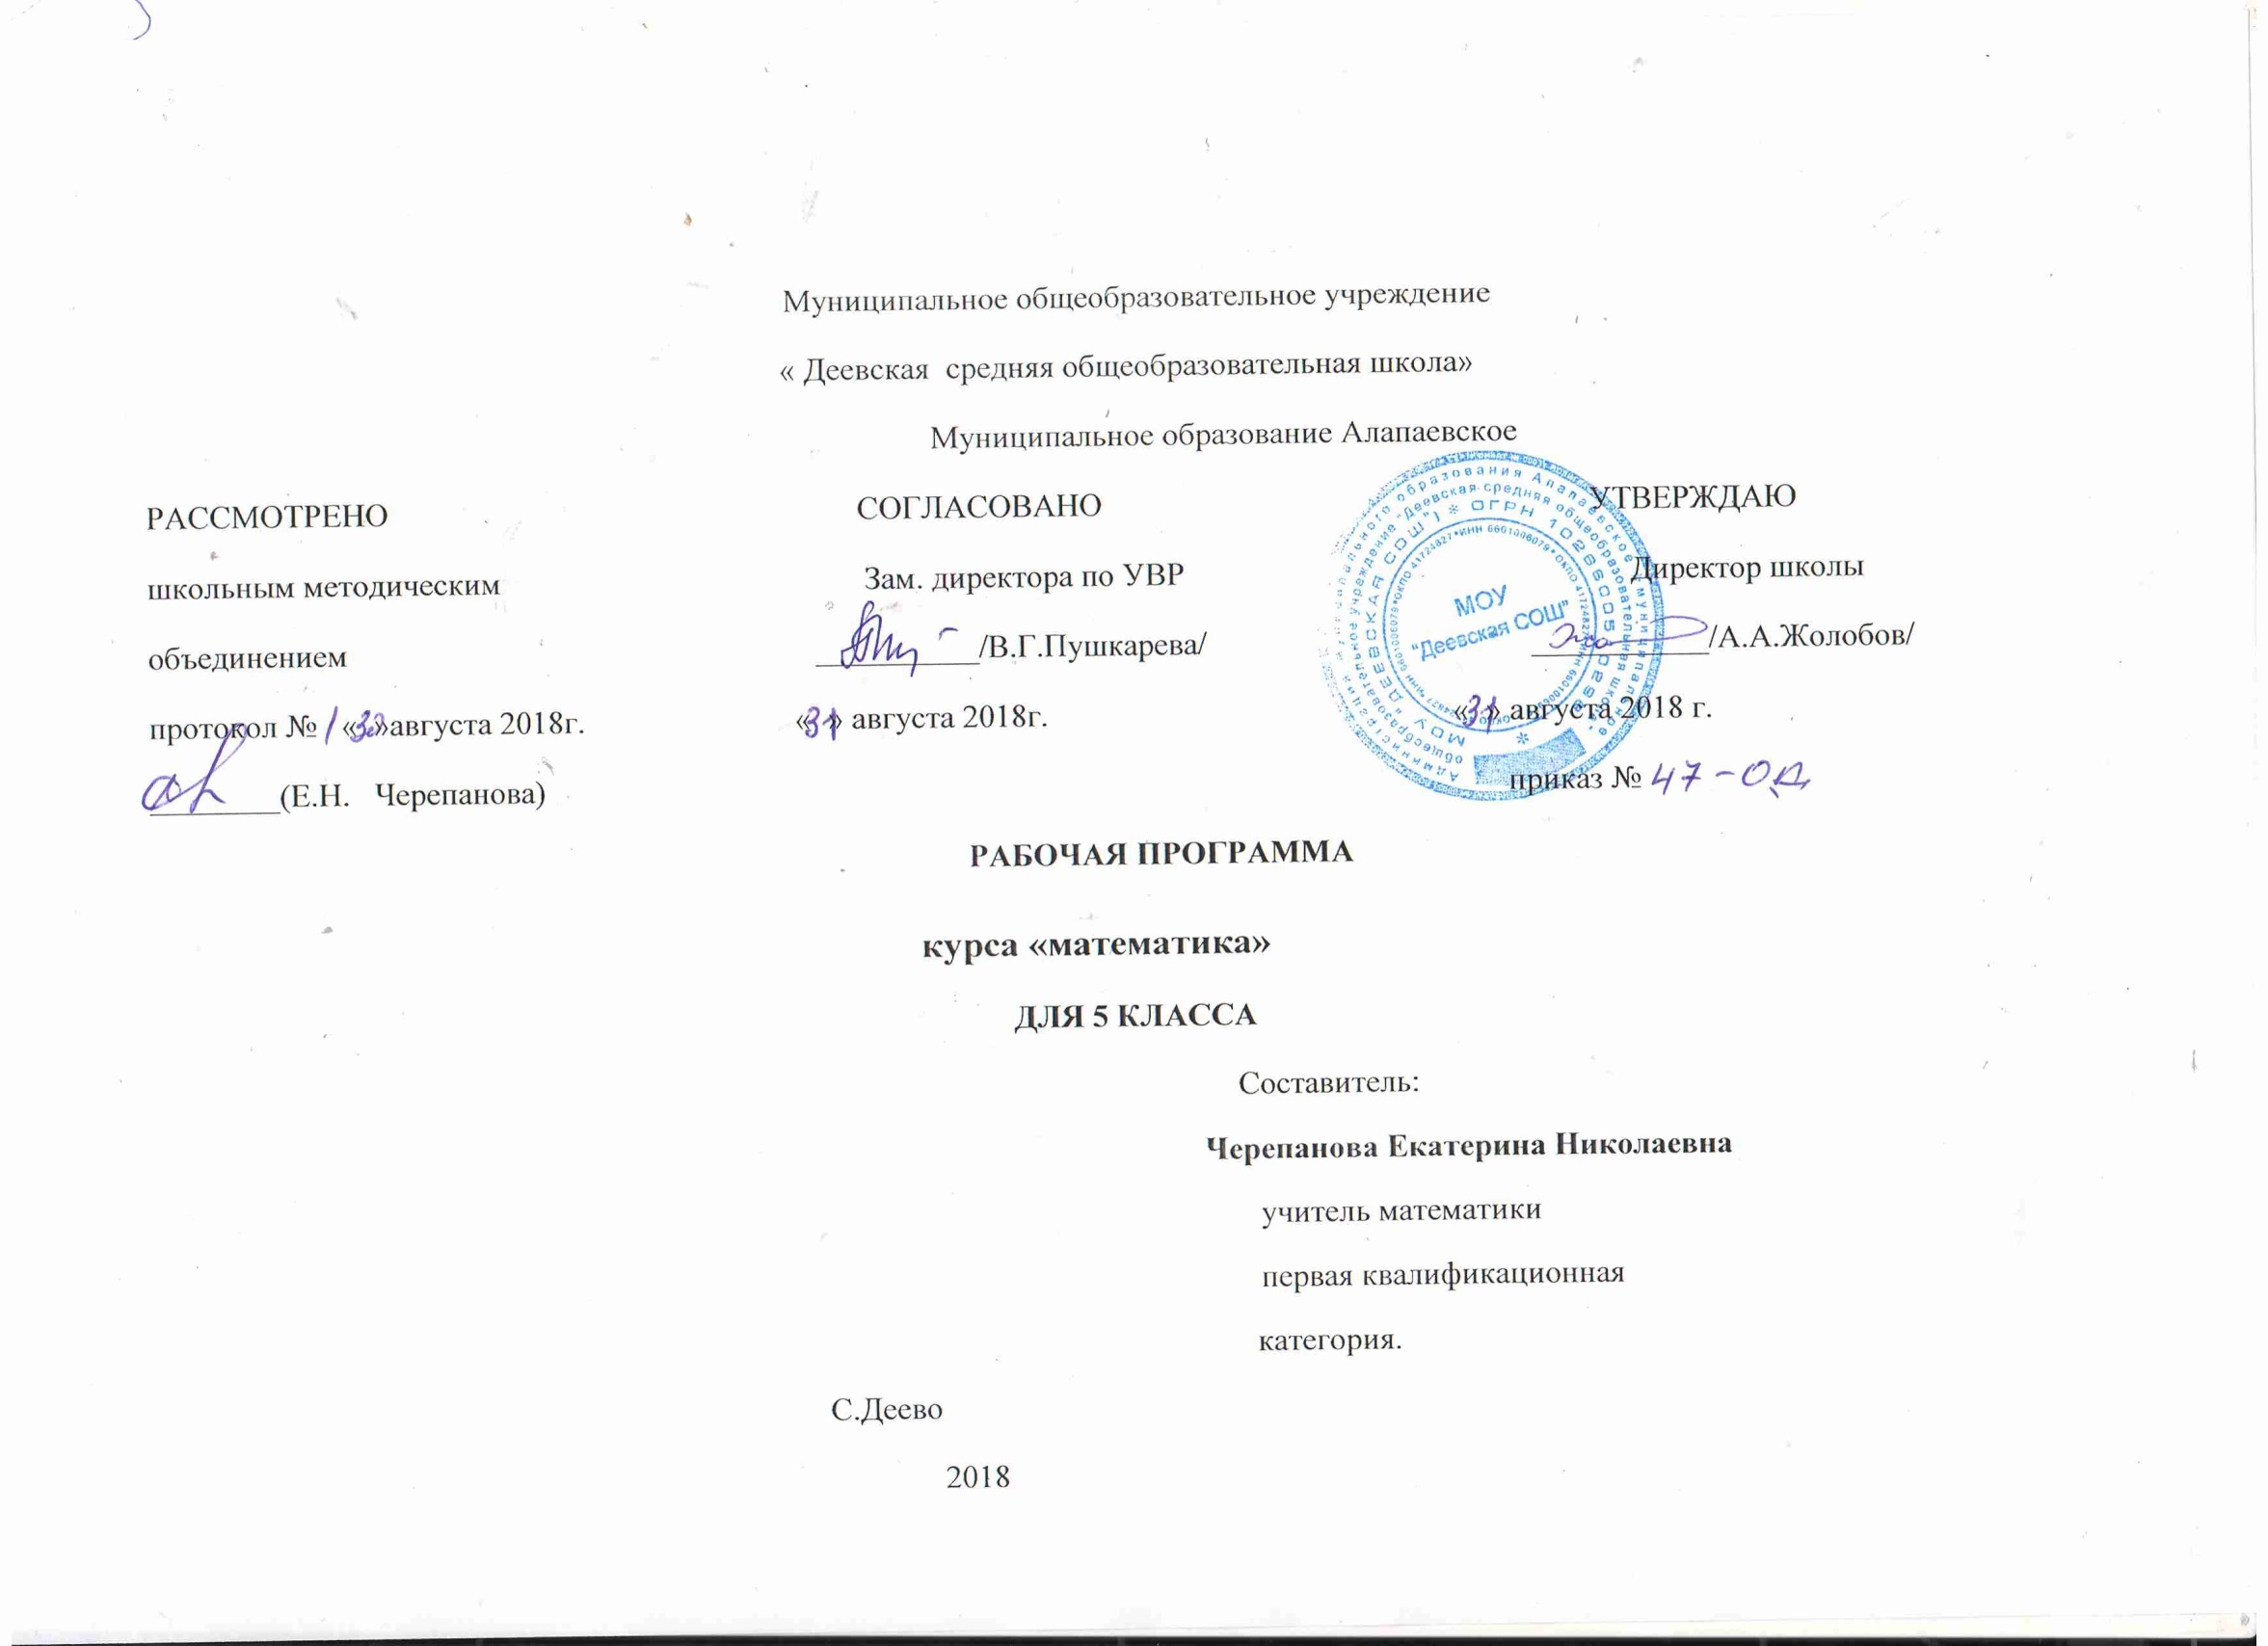 Муниципальное общеобразовательное учреждение
« Деевская средняя общеобразовательная школа»
Муниципальное образование Алапаевское
РАССМОТРЕНО
школьным методическим
объединением
протокол № 1 «30»августа 2018г.
(Е.Н. Черепанова)
СОГЛАСОВАНО
Зам. директора по УВР
/В.Г.Пушкарева/
«31» августа 2018г.
УТВЕРЖДАЮ
Директор школы
/А.А.Жолобов/
«31» августа 2018 г.
приказ № 47-ОД
МОУ
"Деевская СОШ"
РАБОЧАЯ ПРОГРАММА
курса «математика»
ДЛЯ 5 КЛАССА
Составитель:
Черепанова Екатерина Николаевна
учитель математики
первая квалификационная
категория.
С.Деево
2018